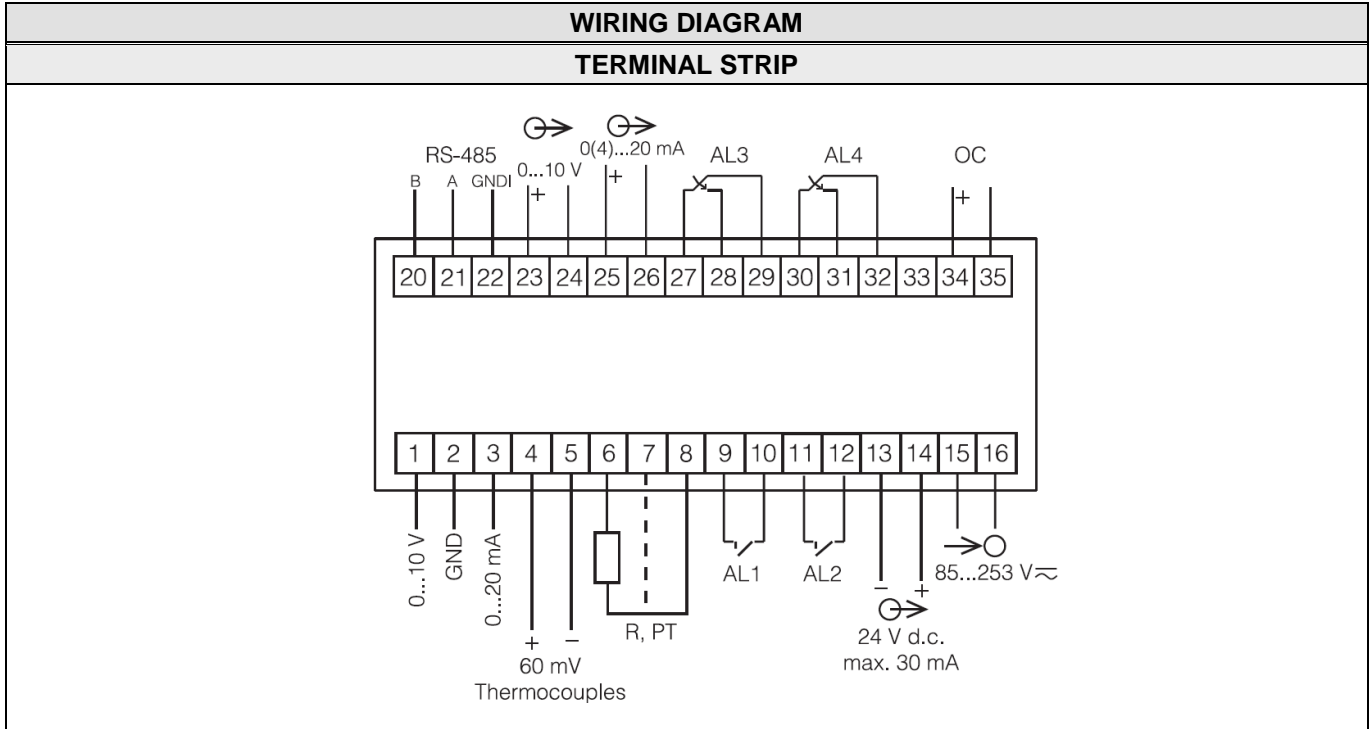 WIRING DIAGRAM
TERMINAL STRIP
RS-485
B A GNDI
0...10 V
+
0(4)...20 mA
+
AL3
AL4
OC
+
20 21 22 23 24 25 26 27 28 29 30 31 32 33 34 35
1 2 3 4 5 6 7 8 9 10 11 12 13 14 15 16
0...10 V
GND
0...20 mA
+ −
60 mV
Thermocouples
R, PT
AL1
AL2
− +
24 V d.c.
max. 30 mA
85...253 V